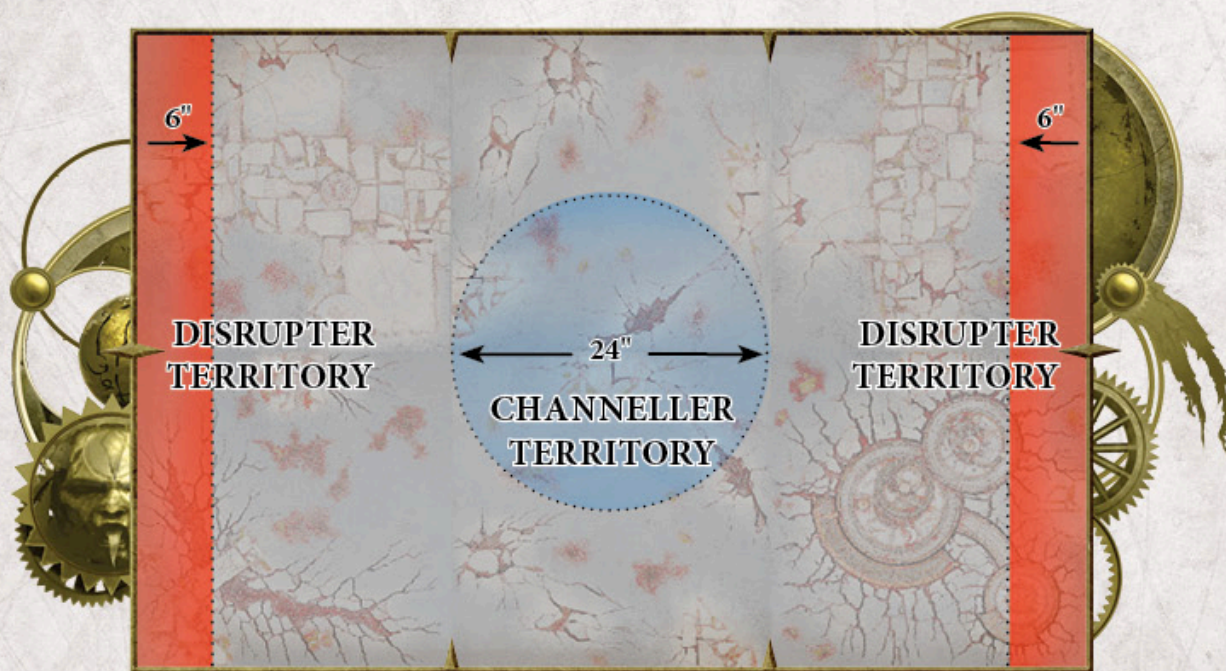 6"
6"
DISRUPTER
TERRITORY
DISRUPTER
TERRITORY
24"
CHANNELLER
TERRITORY